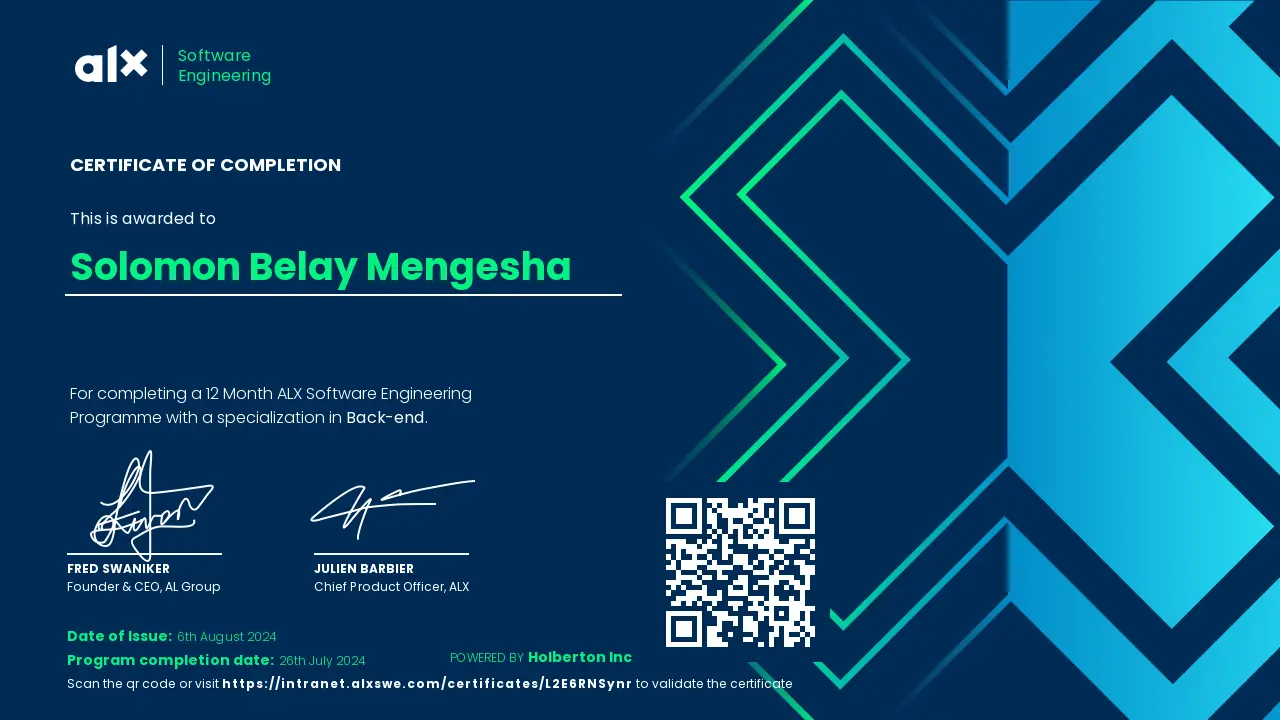 alx
Software
Engineering
CERTIFICATE OF COMPLETION
This is awarded to
Solomon Belay Mengesha
For completing a 12 Month ALX Software Engineering
Programme with a specialization in Back-end.
FRED SWANIKER
Founder & CEO, AL Group
JULIEN BARBIER
Chief Product Officer, ALX
Date of Issue: 6th August 2024
Program completion date: 26th July 2024
POWERED BY Holberton Inc
Scan the qr code or visit https://intranet.alxswe.com/certificates/L2E6RNSynr to validate the certificate